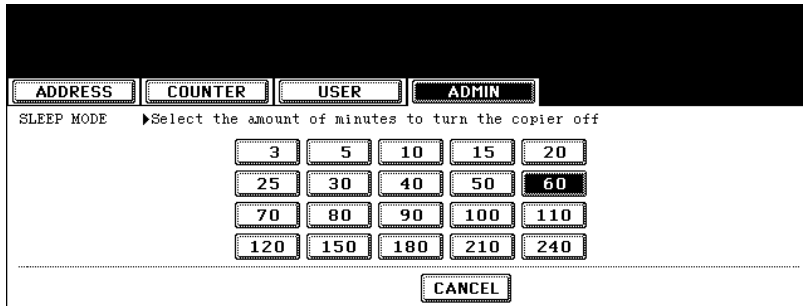 ADDRESS COUNTER USER ADMIN
SLEEP MODE ▶Select the amount of minutes to turn the copier off
3 5 10 15 20
25 30 40 50 60
70 80 90 100 110
120 150 180 210 240
CANCEL